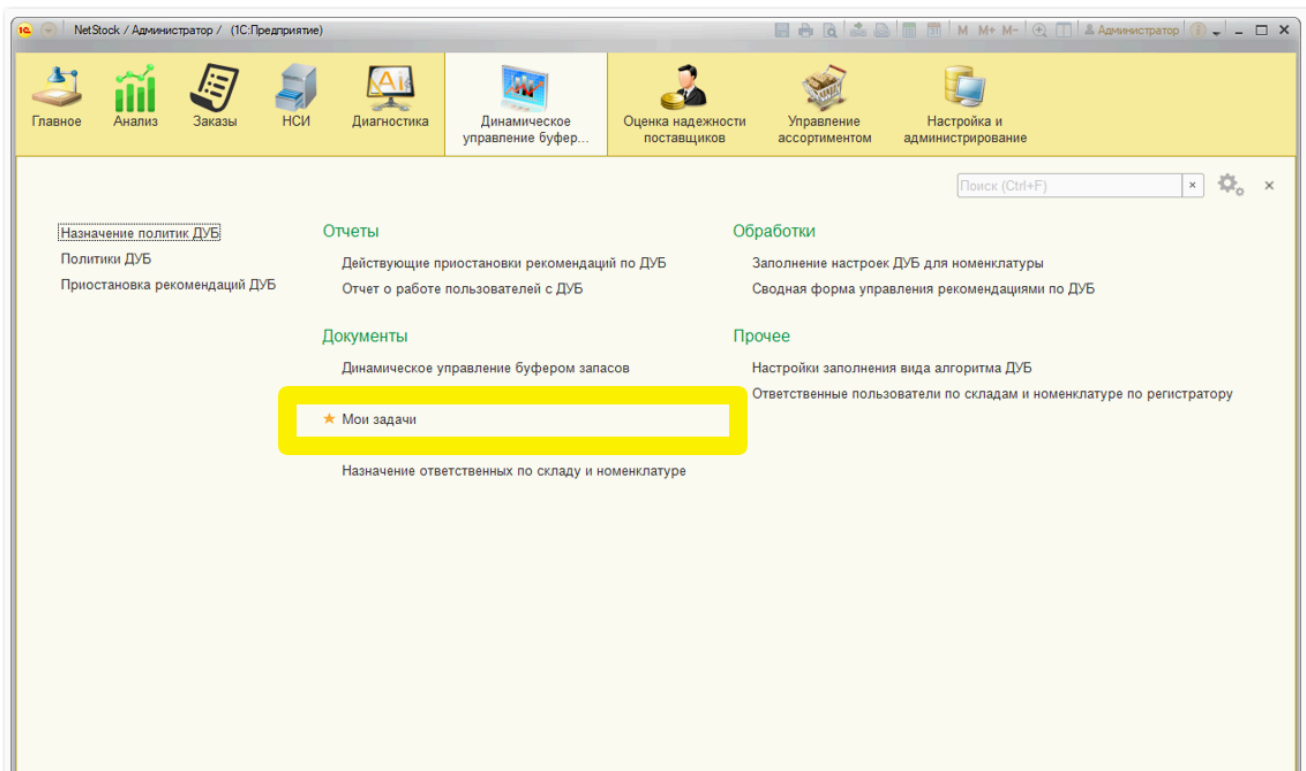 NetStock / Администратор / (1С:Предприятие)
M M+ M- Администратор
Главное
Анализ
Заказы
НСИ
Диагностика
Динамическое
управление буфер...
Оценка надежности
поставщиков
Управление
ассортиментом
Настройка и
администрирование
Поиск (Ctrl+F)
Назначение политик ДУБ
Политики ДУБ
Приостановка рекомендаций ДУБ
Отчеты
Действующие приостановки рекомендаций по ДУБ
Отчет о работе пользователей с ДУБ
Документы
Динамическое управление буфером запасов
Мои задачи
Назначение ответственных по складу и номенклатуре
Обработки
Заполнение настроек ДУБ для номенклатуры
Сводная форма управления рекомендациями по ДУБ
Прочее
Настройки заполнения вида алгоритма ДУБ
Ответственные пользователи по складам и номенклатуре по регистратору